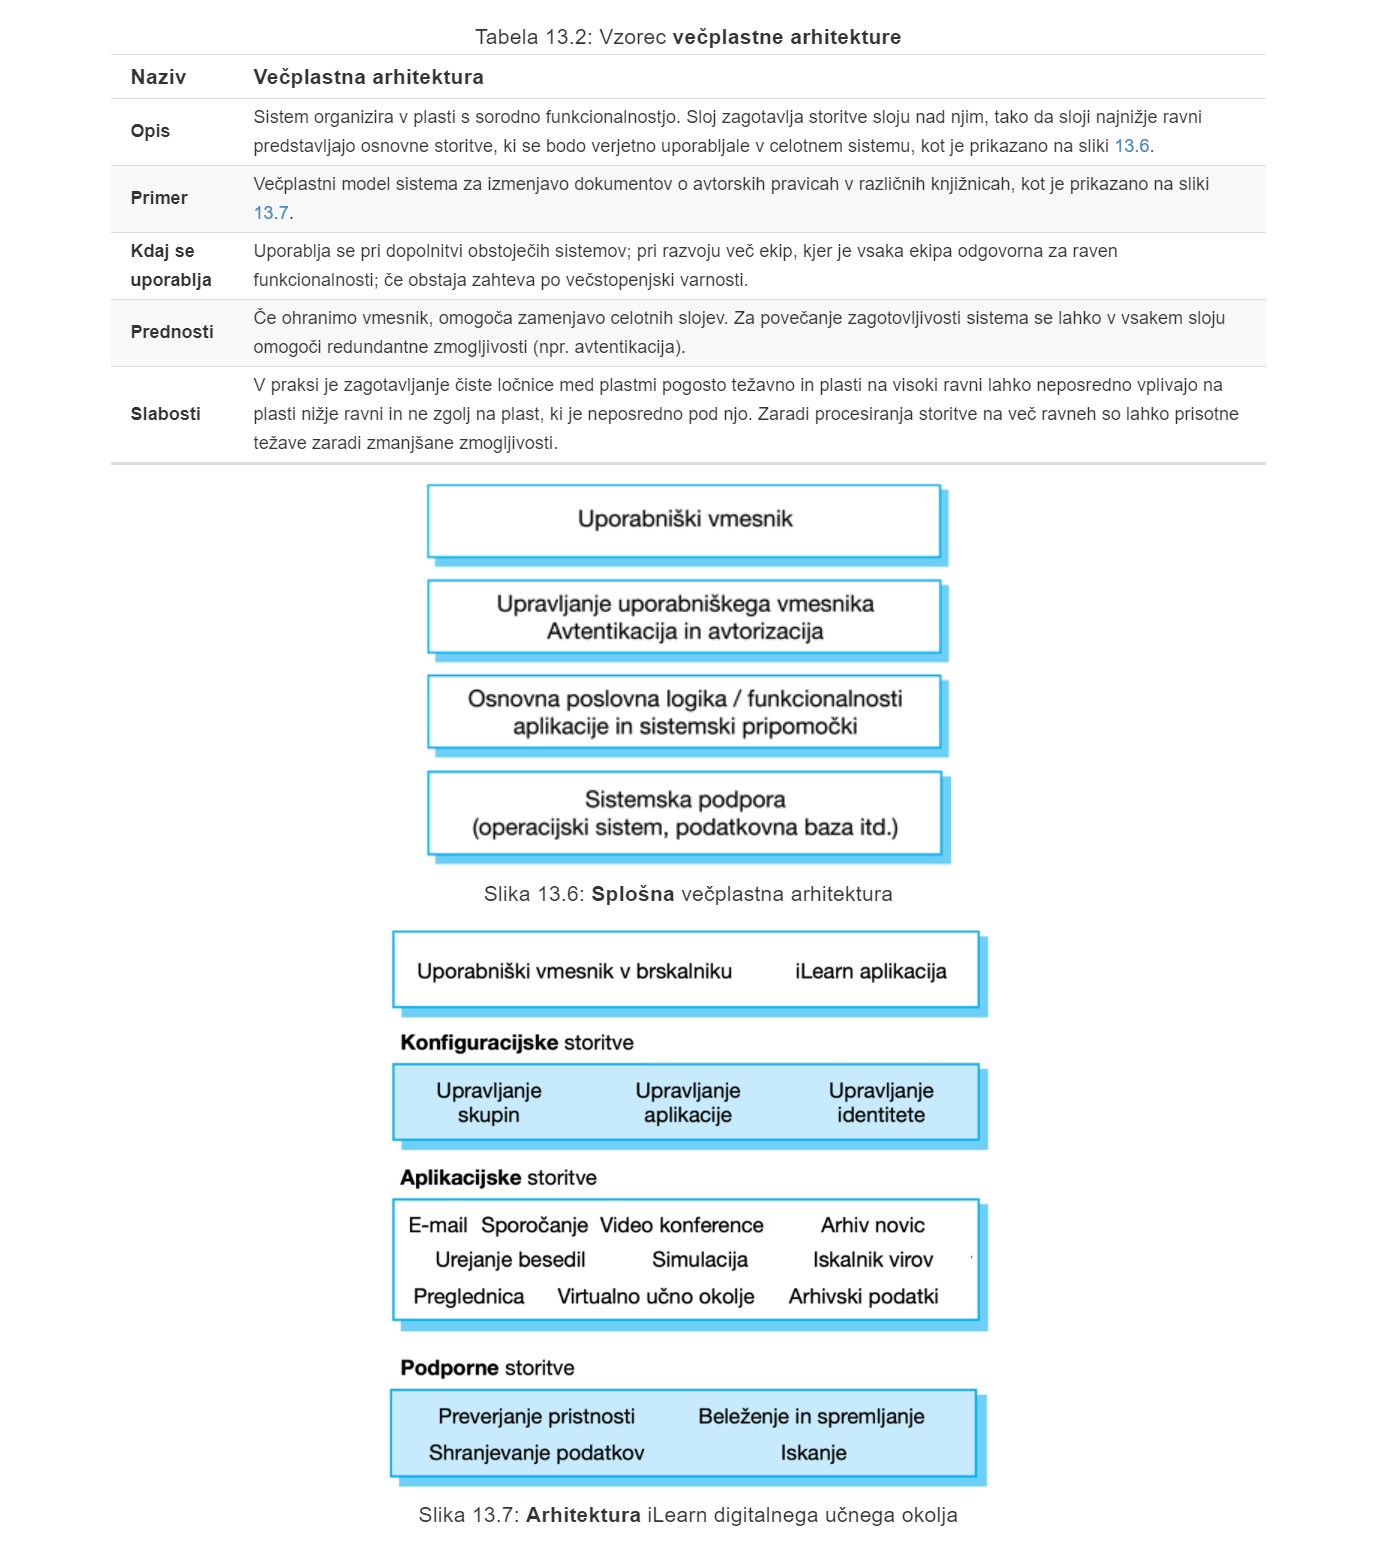 Tabela 13.2: Vzorec večplastne arhitekture
Naziv Večplastna arhitektura
Opis Sistem organizira v plasti s sorodno funkcionalnostjo. Sloj zagotavlja storitve sloju nad njim, tako da sloji najnižje ravni
predstavljajo osnovne storitve, ki se bodo verjetno uporabljale v celotnem sistemu, kot je prikazano na sliki 13.6.
Primer Večplastni model sistema za izmenjavo dokumentov o avtorskih pravicah v različnih knjižnicah, kot je prikazano na sliki
13.7.
Kdaj se uporablja Uporablja se pri dopolnitvi obstoječih sistemov; pri razvoju več ekip, kjer je vsaka ekipa odgovorna za raven
funkcionalnosti; če obstaja zahteva po večstopenjski varnosti.
Prednosti Če ohranimo vmesnik, omogoča zamenjavo celotnih slojev. Za povečanje zagotovljivosti sistema se lahko v vsakem sloju
omogoči redundantne zmogljivosti (npr. avtentikacija).
Slabosti V praksi je zagotavljanje čiste ločnice med plastmi pogosto težavno in plasti na visoki ravni lahko neposredno vplivajo na
plasti nižje ravni in ne zgolj na plast, ki je neposredno pod njo. Zaradi procesiranja storitve na več ravneh so lahko prisotne
težave zaradi zmanjšane zmogljivosti.
Uporabniški vmesnik
Upravljanje uporabniškega vmesnika
Avtentikacija in avtorizacija
Osnovna poslovna logika / funkcionalnosti
aplikacije in sistemski pripomočki
Sistemska podpora
(operacijski sistem, podatkovna baza itd.)
Slika 13.6: Splošna večplastna arhitektura
Uporabniški vmesnik v brskalniku iLearn aplikacija
Konfiguracijske storitve
Upravljanje skupin Upravljanje aplikacije Upravljanje identitete
Aplikacijske storitve
E-mail Sporočanje Video konference Arhiv novic
Urejanje besedil Simulacija Iskalnik virov
Preglednica Virtualno učno okolje Arhivski podatki
Podporne storitve
Preverjanje pristnosti Beleženje in spremljanje
Shranjevanje podatkov Iskanje
Slika 13.7: Arhitektura iLearn digitalnega učnega okolja